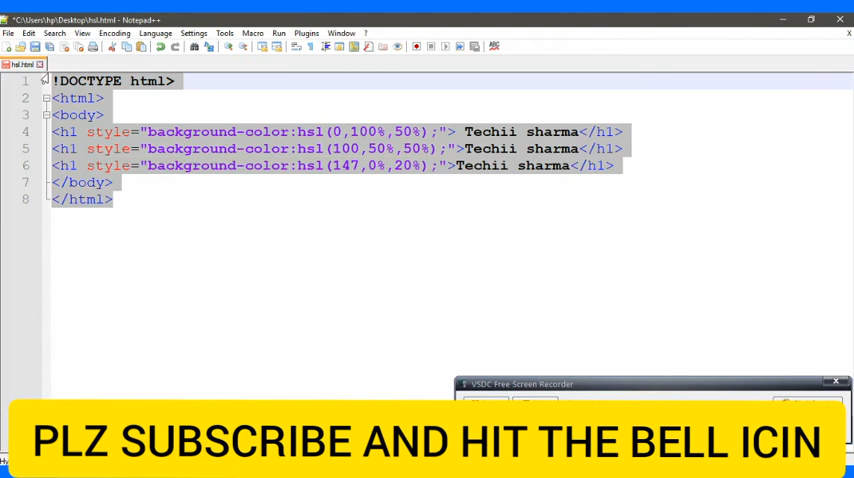 *C:\Users\hp\Desktop\hsl.html - Notepad++
File Edit Search View Encoding Language Settings Tools Macro Run Plugins Window ?
hsl.html
1 !DOCTYPE html>
2 <html>
3 <body>
4 <h1 style="background-color:hsl(0,100%,50%);"> Techii sharma</h1>
5 <h1 style="background-color:hsl(100,50%,50%);">Techii sharma</h1>
6 <h1 style="background-color:hsl(147,0%,20%);">Techii sharma</h1>
7 </body>
8 </html>
VSDC Free Screen Recorder
PLZ SUBSCRIBE AND HIT THE BELL ICIN